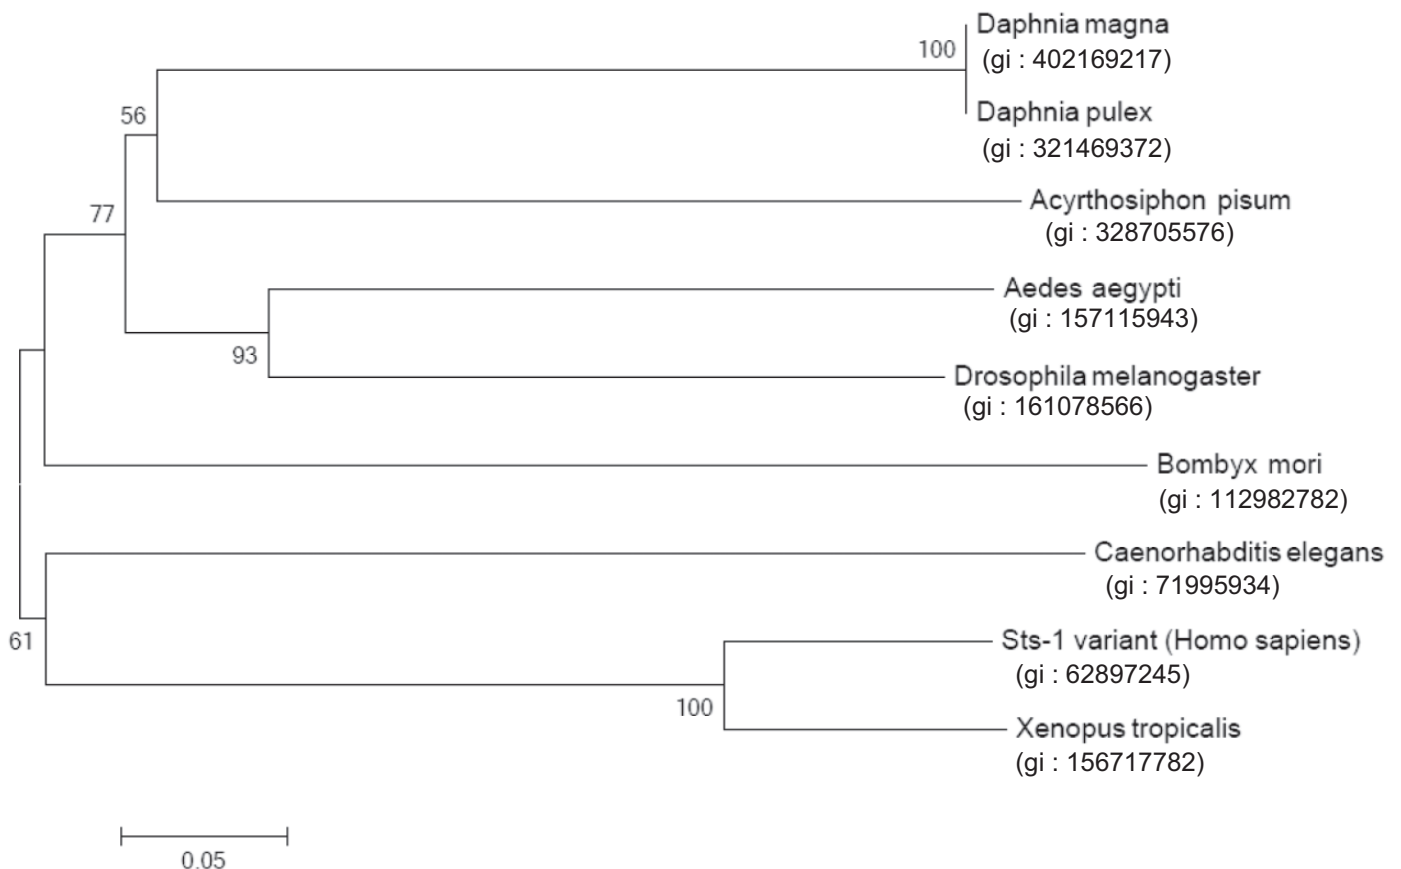 Daphnia magna
100
(gi : 402169217)
56
Daphnia pulex
(gi : 321469372)
77
Acyrthosiphon pisum
(gi : 328705576)
Aedes aegypti
(gi : 157115943)
93
Drosophila melanogaster
(gi : 161078566)
Bombyx mori
(gi : 112982782)
Caenorhabditis elegans
(gi : 71995934)
61
Sts-1 variant (Homo sapiens)
(gi : 62897245)
100
Xenopus tropicalis
(gi : 156717782)
0.05